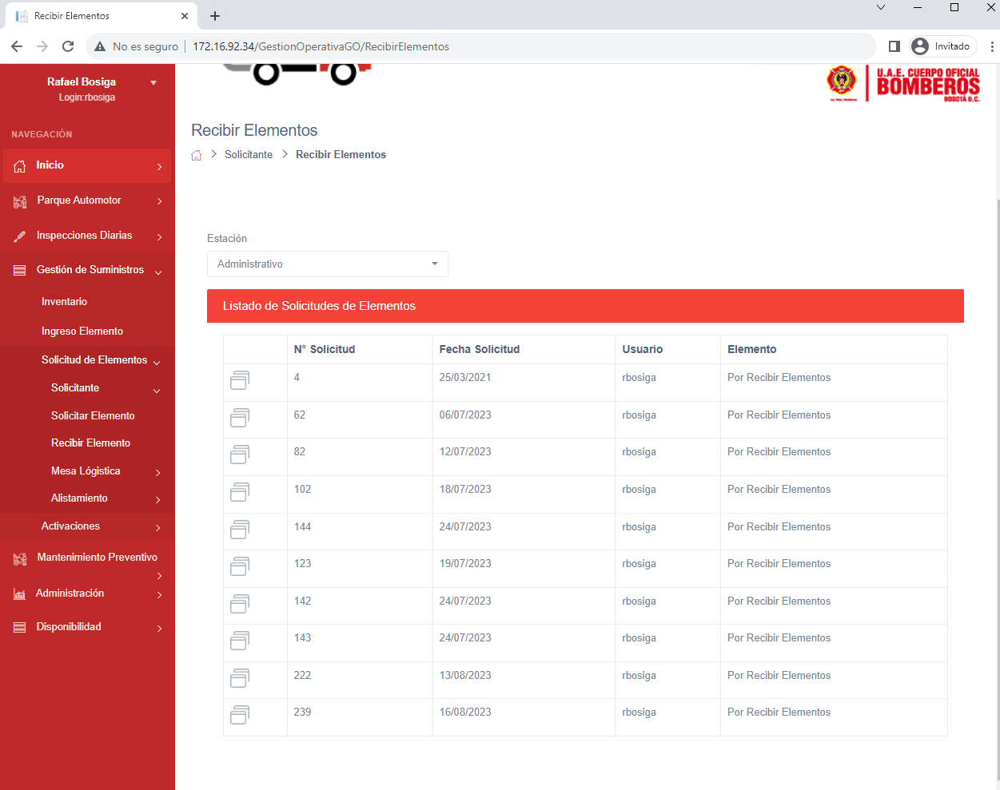 Recibir Elementos
No es seguro
172.16.92.34/GestionOperativaGO/RecibirElementos
Invitado
Rafael Bosiga
Login:rbosiga
NAVEGACIÓN
Inicio
Parque Automotor
Inspecciones Diarias
Gestión de Suministros
Inventario
Ingreso Elemento
Solicitud de Elementos
Solicitante
Solicitar Elemento
Recibir Elemento
Mesa Lógistica
Alistamiento
Activaciones
Mantenimiento Preventivo
Administración
Disponibilidad
U.A.E. CUERPO OFICIAL
BOMBEROS
BOGOTÁ D.C.
Recibir Elementos
Solicitante > Recibir Elementos
Estación
Administrativo
Listado de Solicitudes de Elementos
N° Solicitud Fecha Solicitud Usuario Elemento
4 25/03/2021 rbosiga Por Recibir Elementos
62 06/07/2023 rbosiga Por Recibir Elementos
82 12/07/2023 rbosiga Por Recibir Elementos
102 18/07/2023 rbosiga Por Recibir Elementos
144 24/07/2023 rbosiga Por Recibir Elementos
123 19/07/2023 rbosiga Por Recibir Elementos
142 24/07/2023 rbosiga Por Recibir Elementos
143 24/07/2023 rbosiga Por Recibir Elementos
222 13/08/2023 rbosiga Por Recibir Elementos
239 16/08/2023 rbosiga Por Recibir Elementos